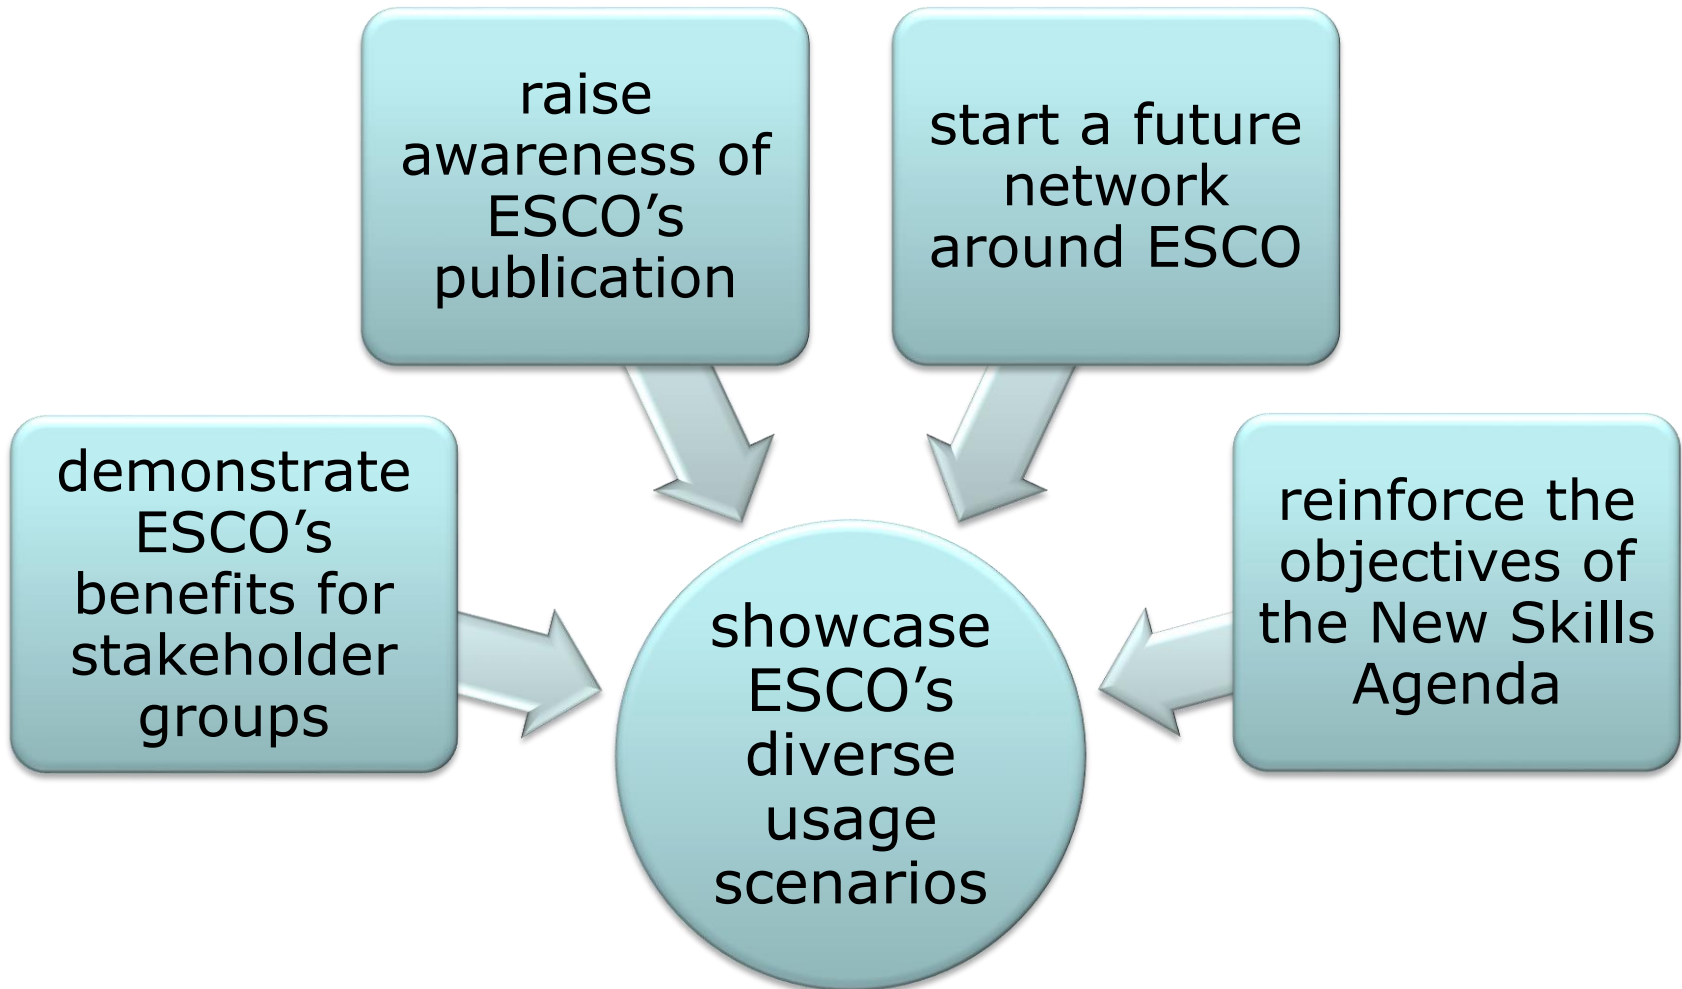 raise
awareness of
ESCO’s
publication
start a future
network
around ESCO
demonstrate
ESCO’s
benefits for
stakeholder
groups
showcase
ESCO’s
diverse
usage
scenarios
reinforce the
objectives of
the New Skills
Agenda